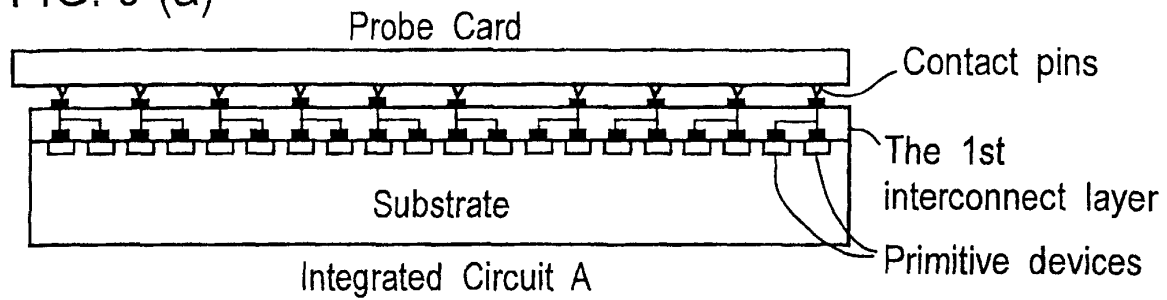 Probe Card
Contact pins
The 1st
interconnect layer
Substrate
Primitive devices
Integrated Circuit A